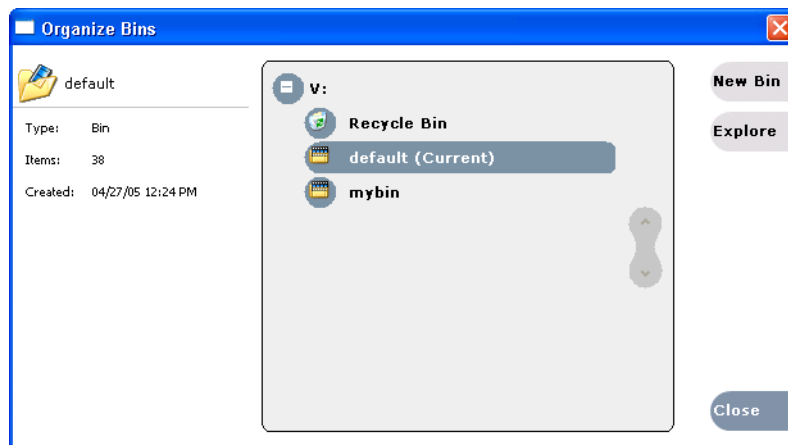 Organize Bins
default
Type: Bin
Items: 38
Created: 04/27/05 12:24 PM
V:
Recycle Bin
default (Current)
mybin
New Bin
Explore
Close